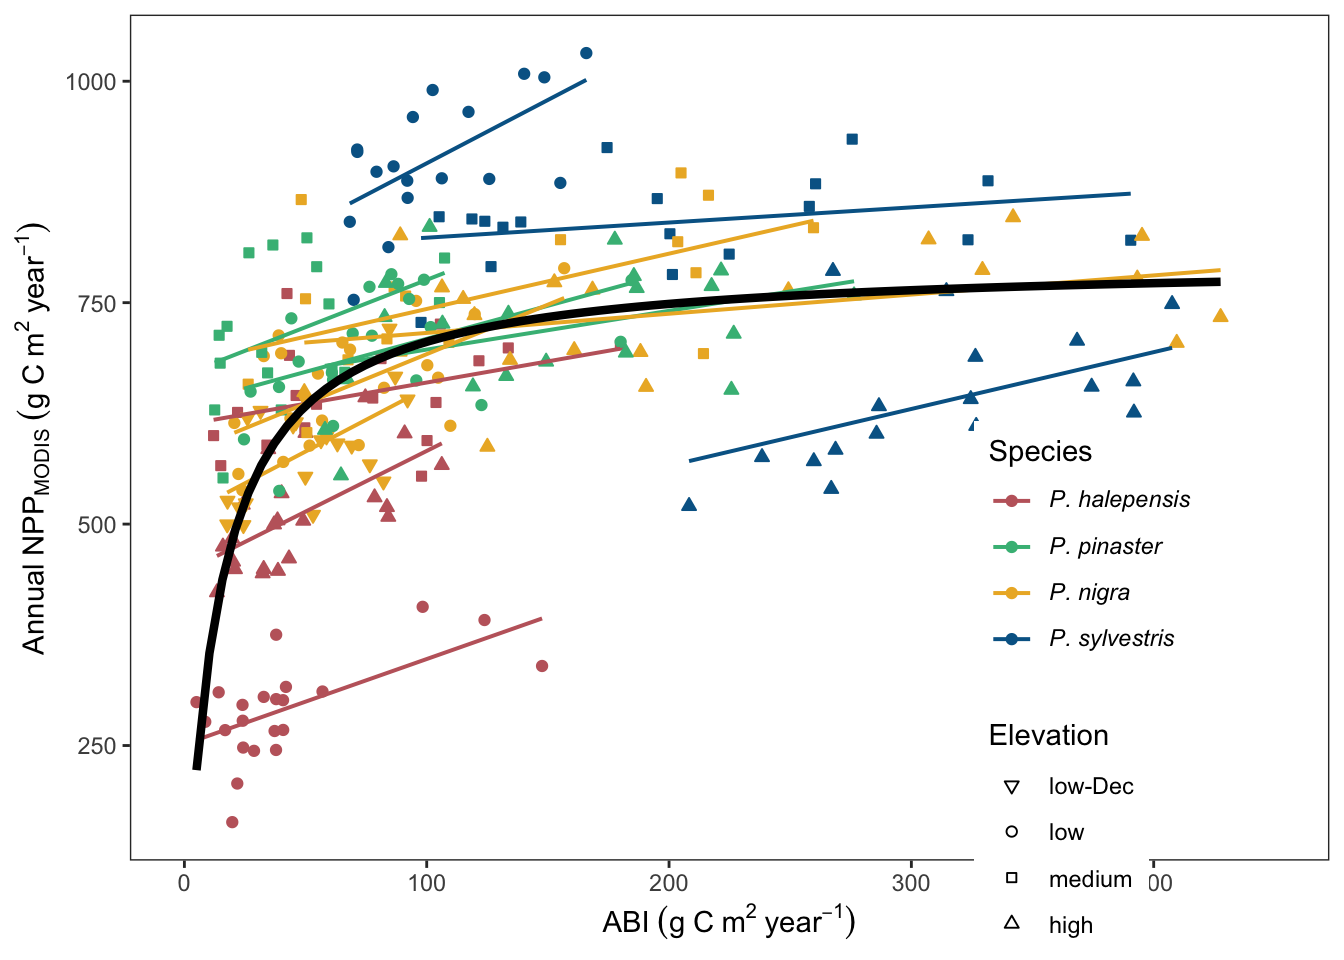 1000
750
500
250
Annual NPP_MODIS (g C m² year⁻¹)
0 100 200 300 00
ABI (g C m² year⁻¹)
Species
P. halepensis
P. pinaster
P. nigra
P. sylvestris
Elevation
low-Dec
low
medium
high